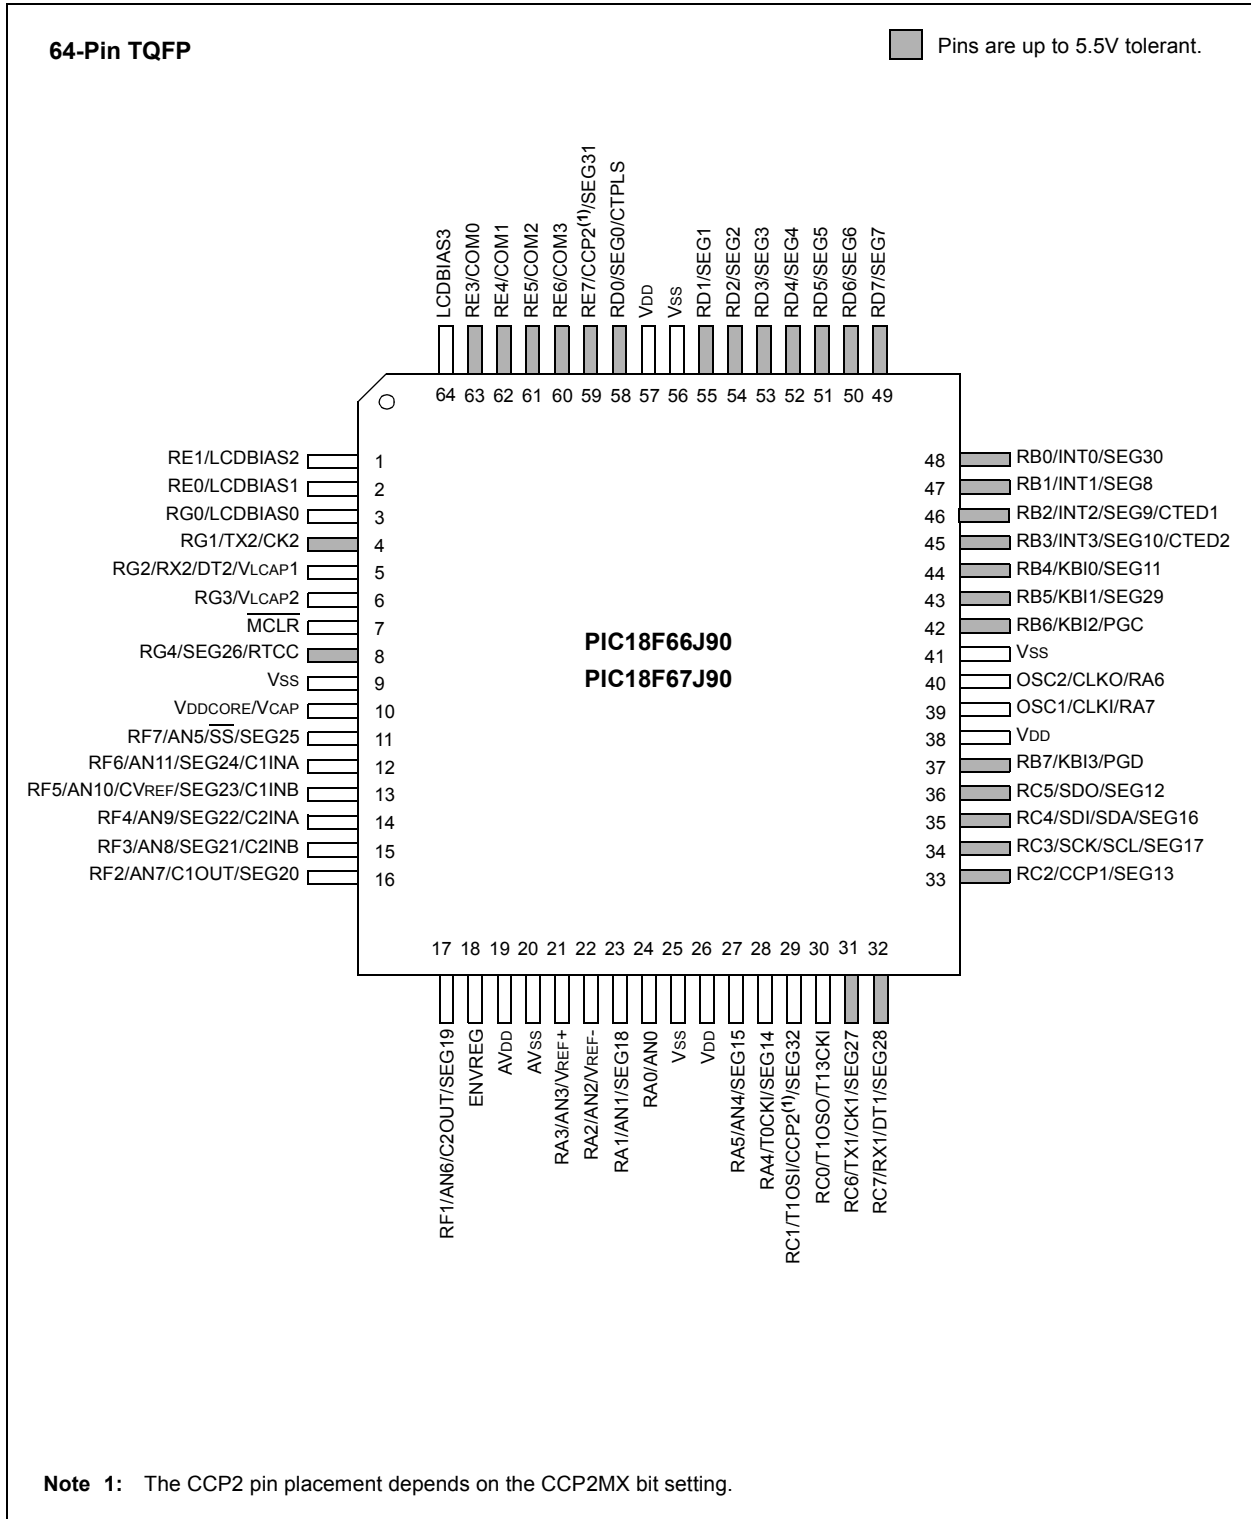 64-Pin TQFP
Pins are up to 5.5V tolerant.
LCDBIAS3
RE3/COM0
RE4/COM1
RE5/COM2
RE6/COM3
RE7/CCP2(1)/SEG31
RD0/SEG0/CTPLS
VDD
VSS
RD1/SEG1
RD2/SEG2
RD3/SEG3
RD4/SEG4
RD5/SEG5
RD6/SEG6
RD7/SEG7
64 63 62 61 60 59 58 57 56 55 54 53 52 51 50 49
RE1/LCDBIAS2 1
RE0/LCDBIAS1 2
RG0/LCDBIAS0 3
RG1/TX2/CK2 4
RG2/RX2/DT2/VLCAP1 5
RG3/VLCAP2 6
MCLR 7
RG4/SEG26/RTCC 8
VSS 9
VDDCORE/VCAP 10
RF7/AN5/SS/SEG25 11
RF6/AN11/SEG24/C1INA 12
RF5/AN10/CVREF/SEG23/C1INB 13
RF4/AN9/SEG22/C2INA 14
RF3/AN8/SEG21/C2INB 15
RF2/AN7/C1OUT/SEG20 16
PIC18F66J90
PIC18F67J90
48 RB0/INT0/SEG30
47 RB1/INT1/SEG8
46 RB2/INT2/SEG9/CTED1
45 RB3/INT3/SEG10/CTED2
44 RB4/KBI0/SEG11
43 RB5/KBI1/SEG29
42 RB6/KBI2/PGC
41 VSS
40 OSC2/CLKO/RA6
39 OSC1/CLKI/RA7
38 VDD
37 RB7/KBI3/PGD
36 RC5/SDO/SEG12
35 RC4/SDI/SDA/SEG16
34 RC3/SCK/SCL/SEG17
33 RC2/CCP1/SEG13
17 18 19 20 21 22 23 24 25 26 27 28 29 30 31 32
RF1/AN6/C2OUT/SEG19
ENVREG
AVDD
AVSS
RA3/AN3/VREF+
RA2/AN2/VREF-
RA1/AN1/SEG18
RA0/AN0
VSS
VDD
RA5/AN4/SEG15
RA4/T0CKI/SEG14
RC1/T1OSI/CCP2(1)/SEG32
RC0/T1OSO/T13CKI
RC6/TX1/CK1/SEG27
RC7/RX1/DT1/SEG28
Note 1: The CCP2 pin placement depends on the CCP2MX bit setting.